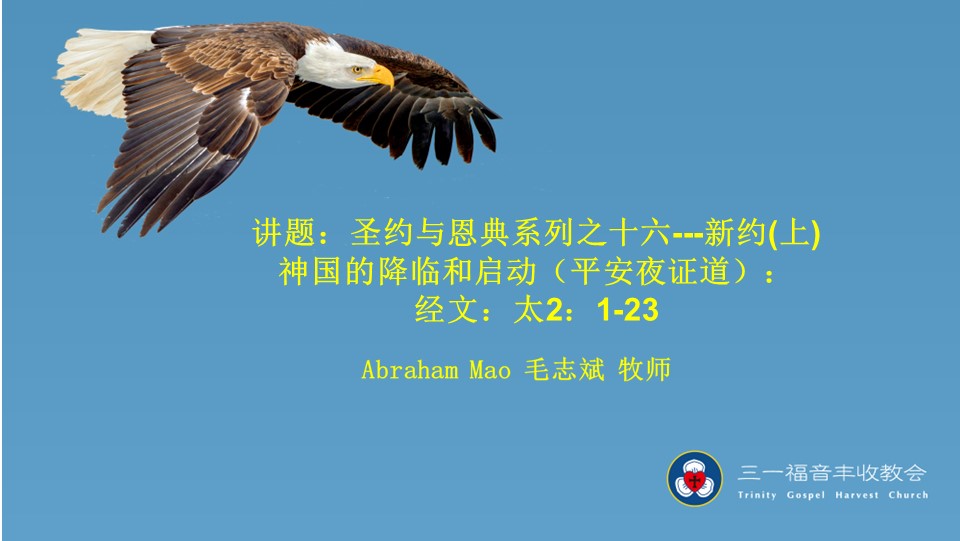 讲题：圣约与恩典系列之十六---新约(上)
神国的降临和启动（平安夜证道）：
经文：太2：1-23
Abraham Mao 毛志斌 牧师
三一福音丰收教会
Trinity Gospel Harvest Church